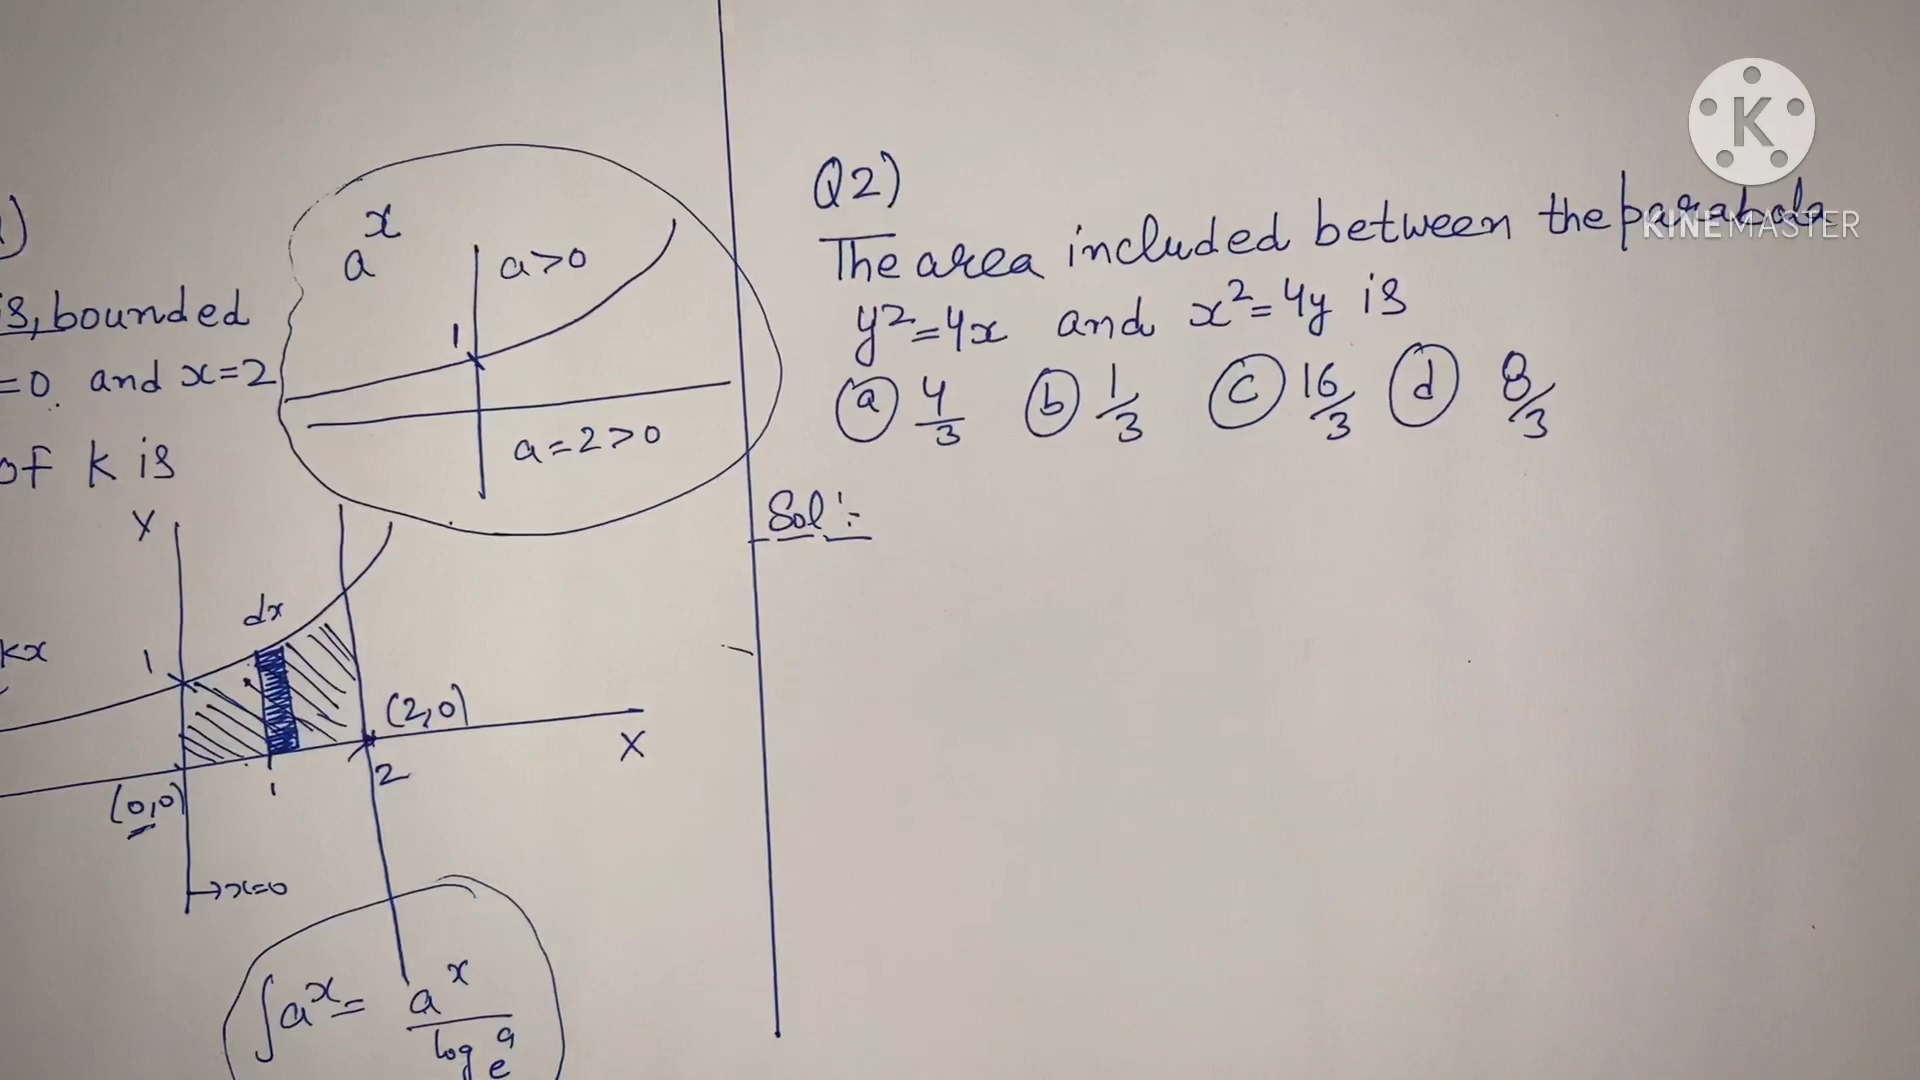 is, bounded
=0 and x=2
of k is
a^x
a>0
1
a=2>0
Y
dx
kx
1
(2,0)
X
2
(0,0)
1
→x=0
∫a^x = a^x / log_e a
Q2)
The area included between the parabola
y²=4x and x²=4y is
(a) 4/3 (b) 1/3 (c) 16/3 (d) 8/3
Sol':-
K
KINEMASTER